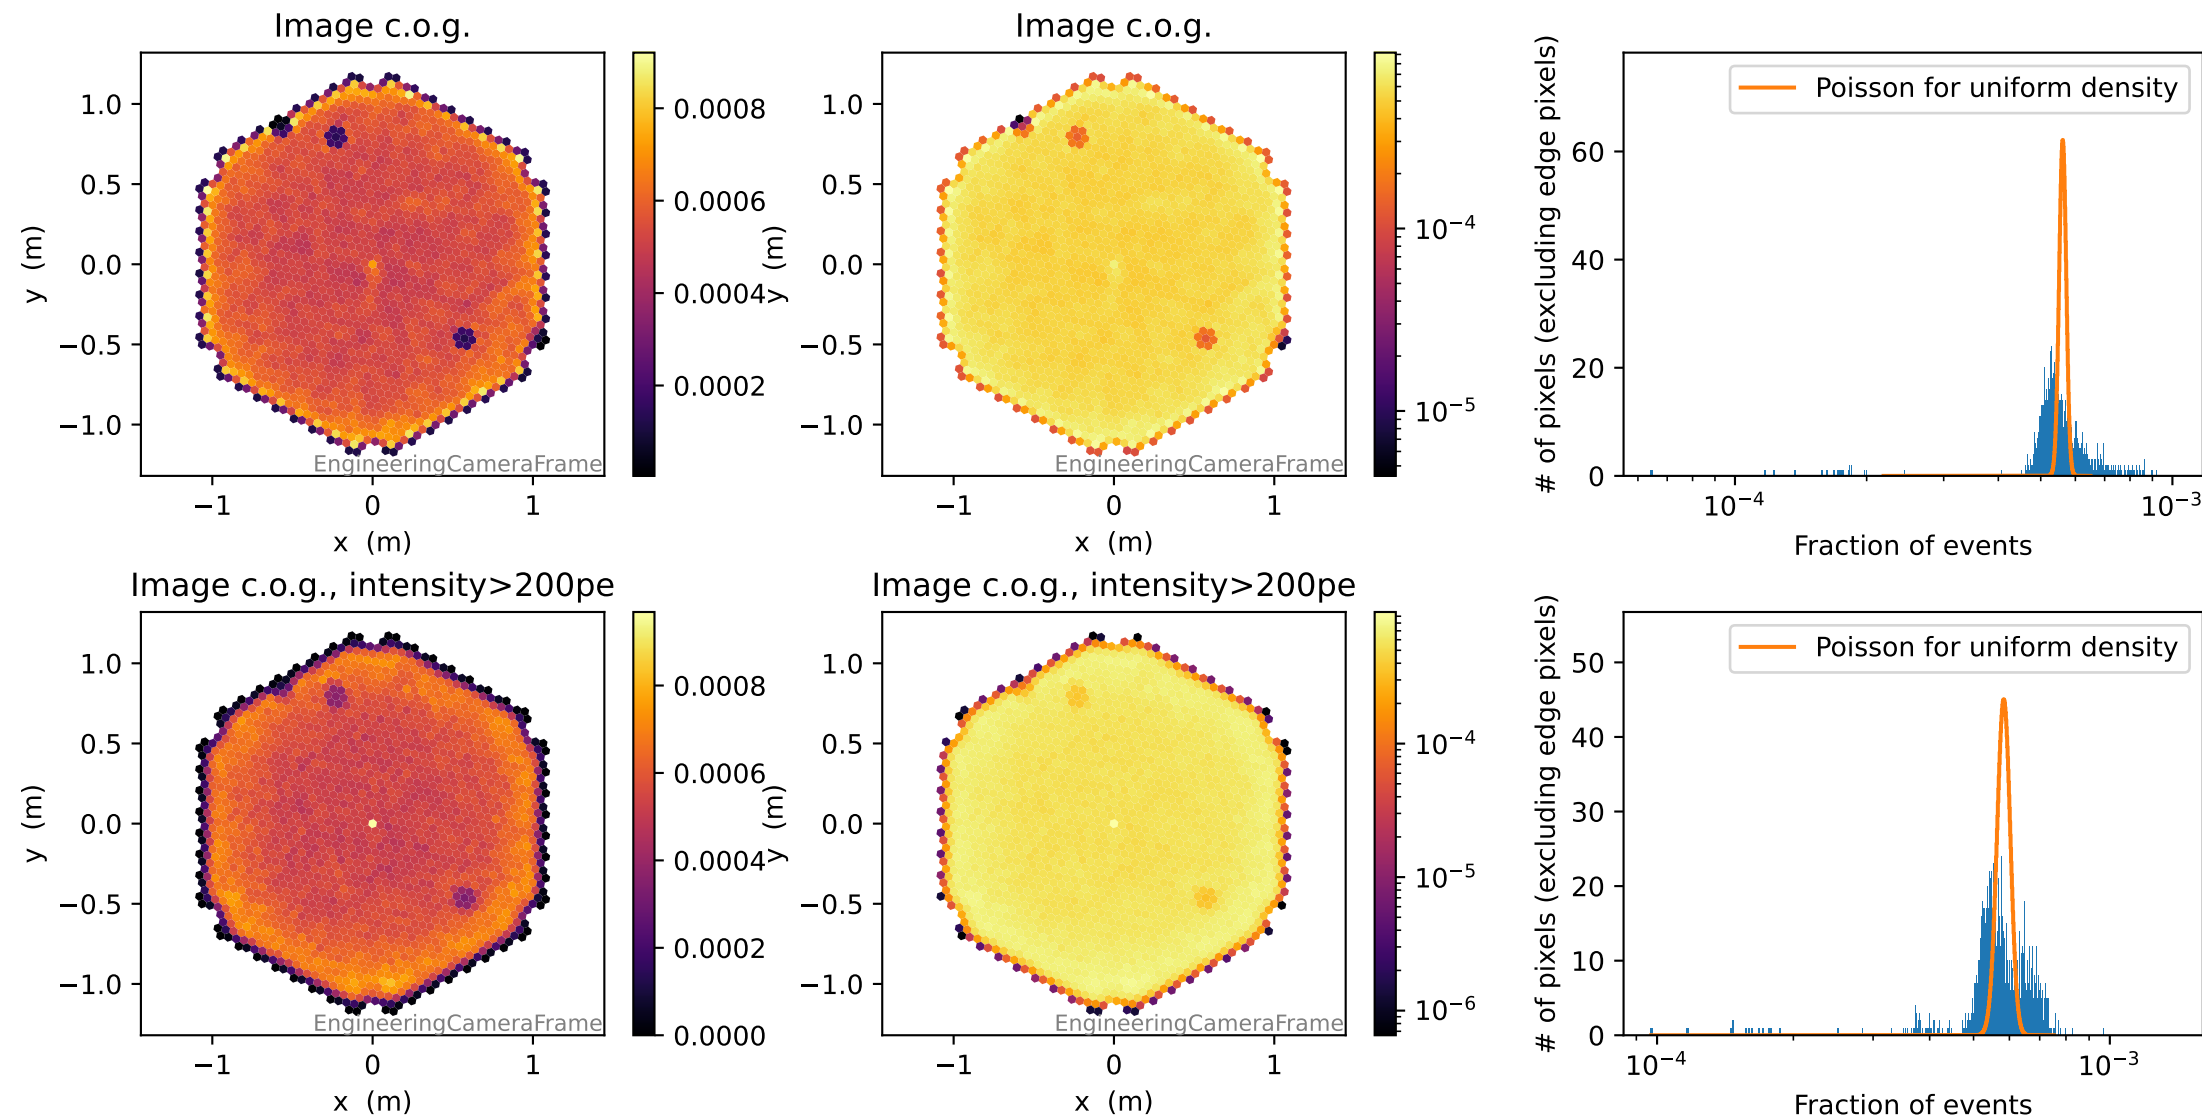 Image c.o.g.
1.0
0.5
0.0
−0.5
−1.0
y (m)
−1
0
1
x (m)
EngineeringCameraFrame
0.0008
0.0006
0.0004
0.0002
Image c.o.g.
1.0
0.5
0.0
−0.5
−1.0
y (m)
−1
0
1
x (m)
EngineeringCameraFrame
10⁻⁴
10⁻⁵
# of pixels (excluding edge pixels)
60
40
20
0
Poisson for uniform density
10⁻⁴
10⁻³
Fraction of events
Image c.o.g., intensity>200pe
1.0
0.5
0.0
−0.5
−1.0
y (m)
−1
0
1
x (m)
EngineeringCameraFrame
0.0008
0.0006
0.0004
0.0002
0.0000
Image c.o.g., intensity>200pe
1.0
0.5
0.0
−0.5
−1.0
y (m)
−1
0
1
x (m)
EngineeringCameraFrame
10⁻⁴
10⁻⁵
10⁻⁶
# of pixels (excluding edge pixels)
50
40
30
20
10
0
Poisson for uniform density
10⁻⁴
10⁻³
Fraction of events